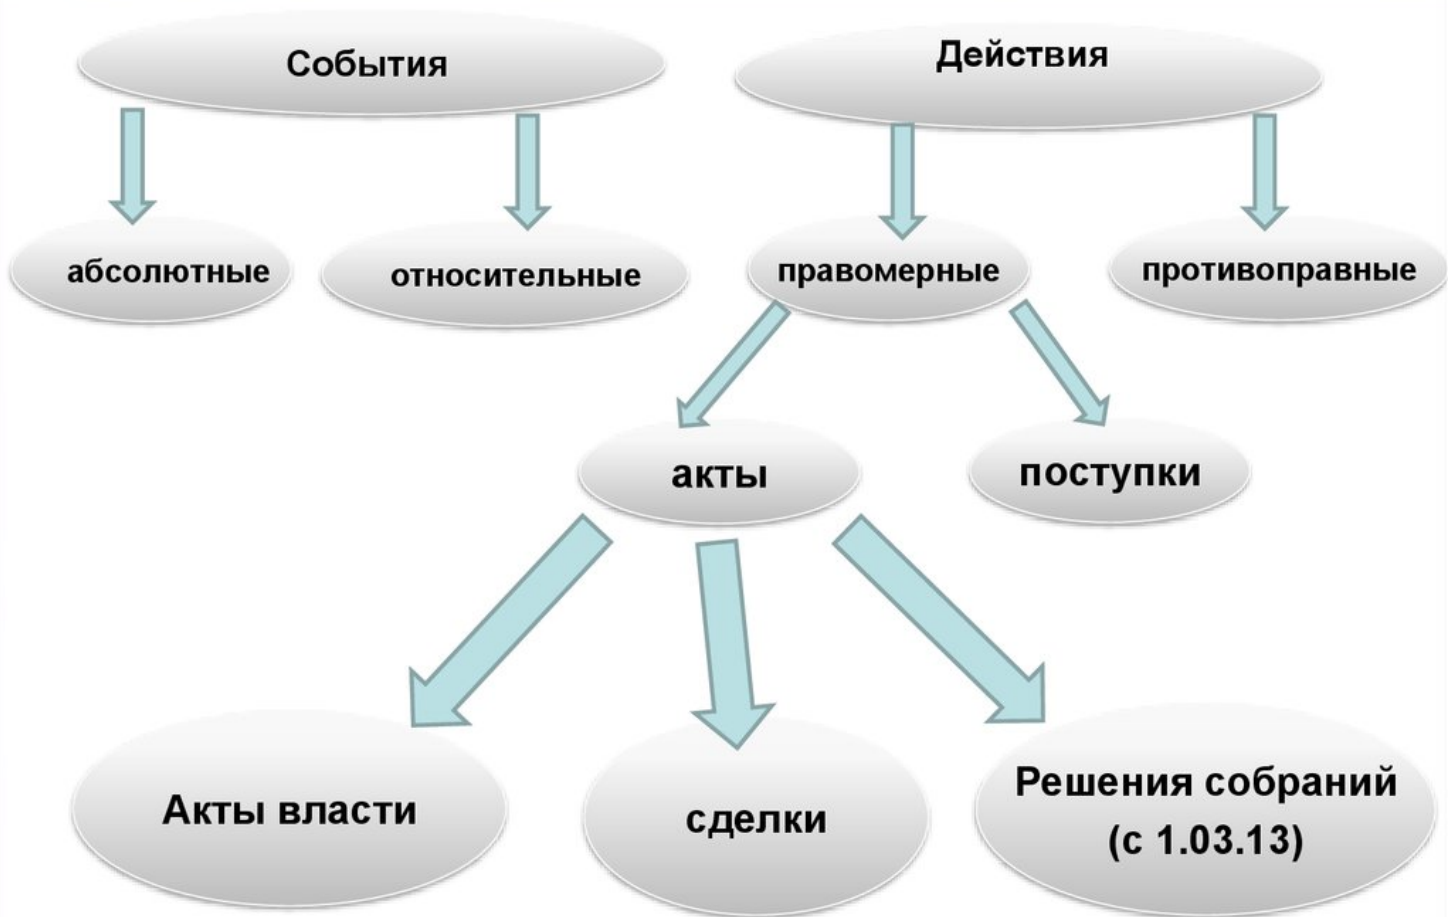 События
Действия
абсолютные
относительные
правомерные
противоправные
акты
поступки
Акты власти
сделки
Решения собраний
(с 1.03.13)